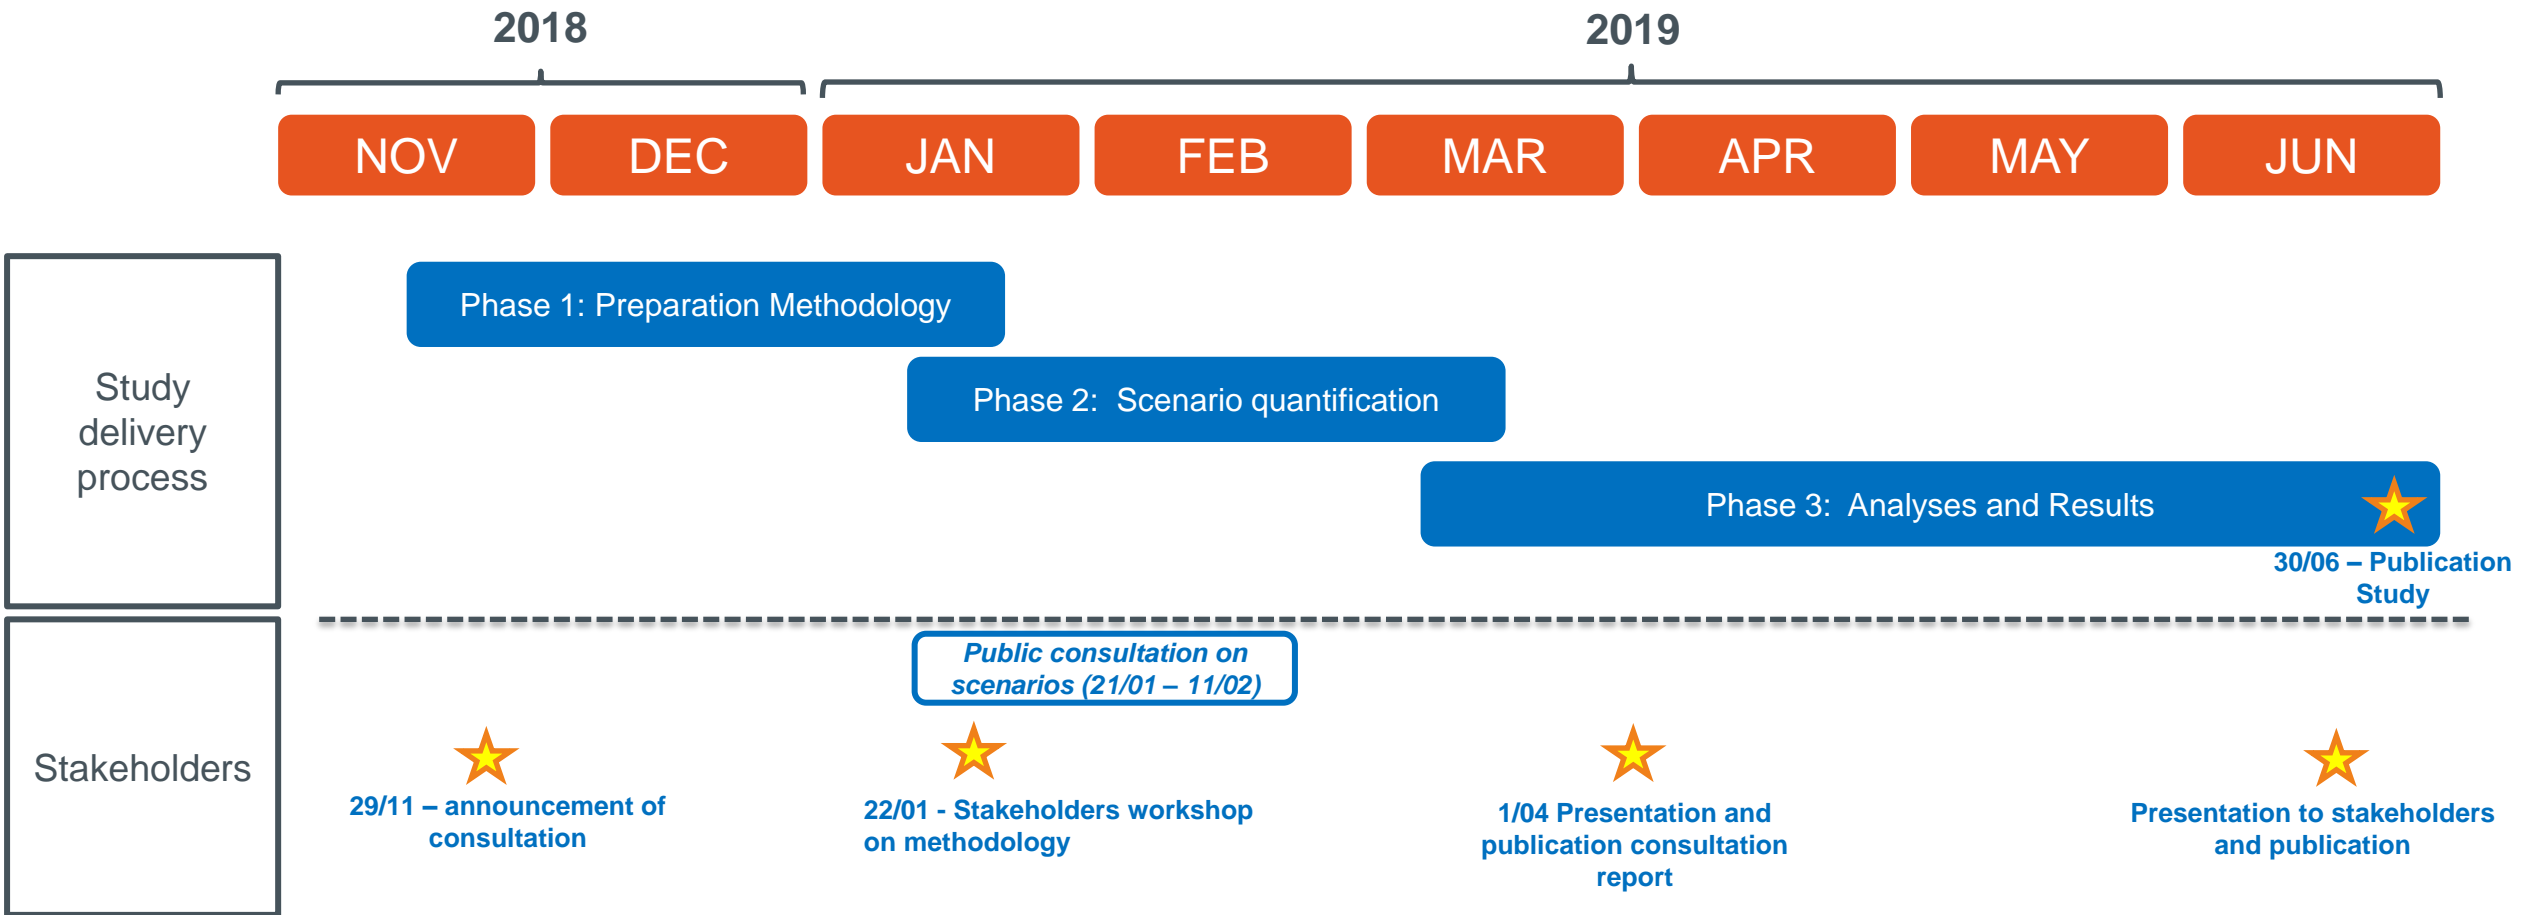 2018
2019
NOV
DEC
JAN
FEB
MAR
APR
MAY
JUN
Study
delivery
process
Phase 1: Preparation Methodology
Phase 2:  Scenario quantification
Phase 3:  Analyses and Results
30/06 – Publication
Study
Stakeholders
Public consultation on
scenarios (21/01 – 11/02)
29/11 – announcement of
consultation
22/01 - Stakeholders workshop
on methodology
1/04 Presentation and
publication consultation
report
Presentation to stakeholders
and publication